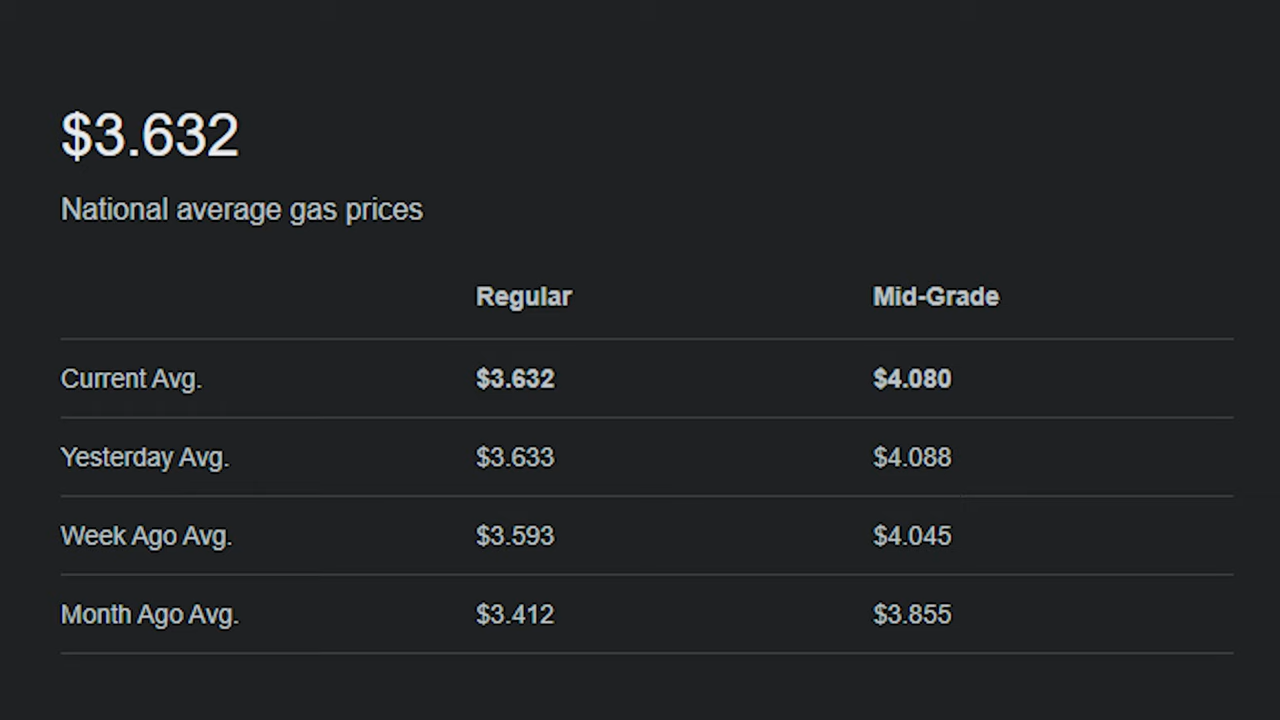 $3.632
National average gas prices
Regular Mid-Grade
Current Avg. $3.632 $4.080
Yesterday Avg. $3.633 $4.088
Week Ago Avg. $3.593 $4.045
Month Ago Avg. $3.412 $3.855